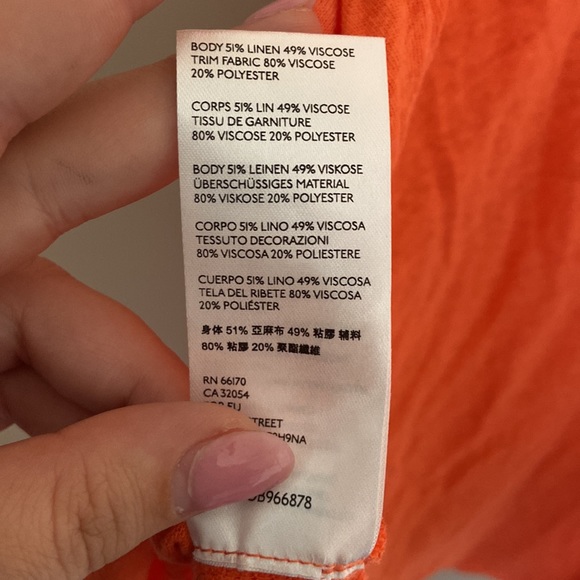 BODY 51% LINEN 49% VISCOSE
TRIM FABRIC 80% VISCOSE
20% POLYESTER
CORPS 51% LIN 49% VISCOSE
TISSU DE GARNITURE
80% VISCOSE 20% POLYESTER
BODY 51% LEINEN 49% VISKOSE
ÜBERSCHÜSSIGES MATERIAL
80% VISKOSE 20% POLYESTER
CORPO 51% LINO 49% VISCOSA
TESSUTO DECORAZIONI
80% VISCOSA 20% POLIESTERE
CUERPO 51% LINO 49% VISCOSA
TELA DEL RIBETE 80% VISCOSA
20% POLIÉSTER
身体 51% 亞麻布 49% 粘膠 辅料
80% 粘膠 20% 聚酯纖維
RN 66170
CA 32054
EU
TREET
H9NA
B966878